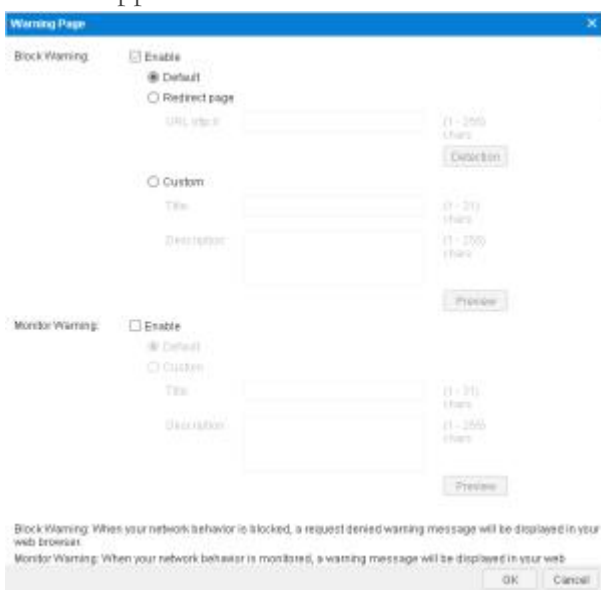 Warning Page
Block Warning: Enable
Default
Redirect page
URL http:// (1 - 255)
chars
Detection
Custom
Title (1 - 31)
chars
Description (1 - 255)
chars
Preview
Monitor Warning: Enable
Default
Custom
Title (1 - 31)
chars
Description (1 - 255)
chars
Preview
Block Warning: When your network behavior is blocked, a request denied warning message will be displayed in your
web browser.
Monitor Warning: When your network behavior is monitored, a warning message will be displayed in your web
OK Cancel